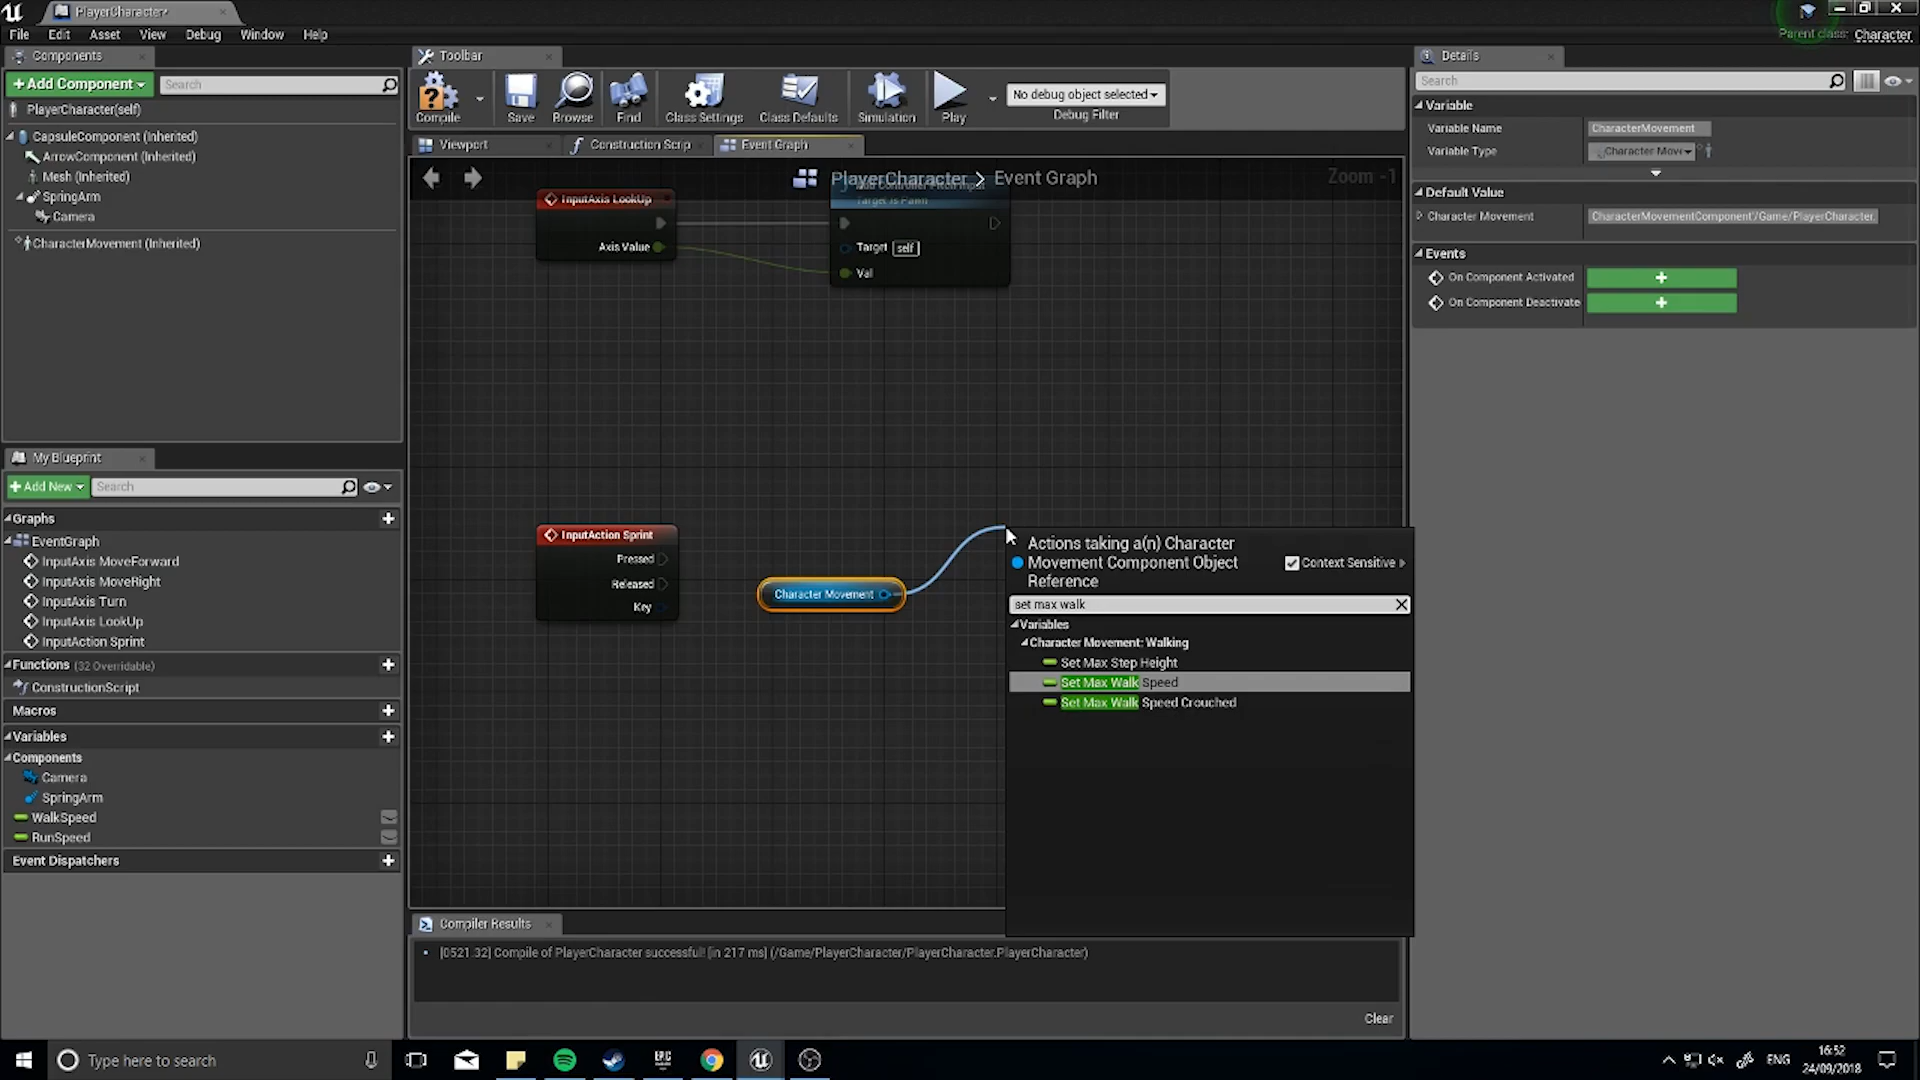 PlayerCharacter*
File Edit Asset View Debug Window Help
Parent class: Character
Components
+Add Component
Search
PlayerCharacter(self)
CapsuleComponent (Inherited)
ArrowComponent (Inherited)
Mesh (Inherited)
SpringArm
Camera
CharacterMovement (Inherited)
My Blueprint
+Add New
Search
Graphs
EventGraph
InputAxis MoveForward
InputAxis MoveRight
InputAxis Turn
InputAxis LookUp
InputAction Sprint
Functions (32 Overridable)
ConstructionScript
Macros
Variables
Components
Camera
SpringArm
WalkSpeed
RunSpeed
Event Dispatchers
Toolbar
Compile Save Browse Find Class Settings Class Defaults Simulation Play
No debug object selected
Debug Filter
Viewport
Construction Scrip
Event Graph
PlayerCharacter > Event Graph
Zoom -1
InputAxis LookUp
Axis Value
Add Controller Pitch Input
Target is Pawn
Target self
Val
InputAction Sprint
Pressed
Released
Key
Character Movement
Actions taking a(n) Character
Movement Component Object
Reference
Context Sensitive
set max walk
Variables
Character Movement: Walking
Set Max Step Height
Set Max Walk Speed
Set Max Walk Speed Crouched
Compiler Results
[0521.32] Compile of PlayerCharacter successful! [in 217 ms] (/Game/PlayerCharacter/PlayerCharacter.PlayerCharacter)
Clear
Details
Search
Variable
Variable Name CharacterMovement
Variable Type Character Move
Default Value
Character Movement CharacterMovementComponent'/Game/PlayerCharacter.
Events
On Component Activated +
On Component Deactivate +
Type here to search
EPIC
ENG
16:52
24/09/2018